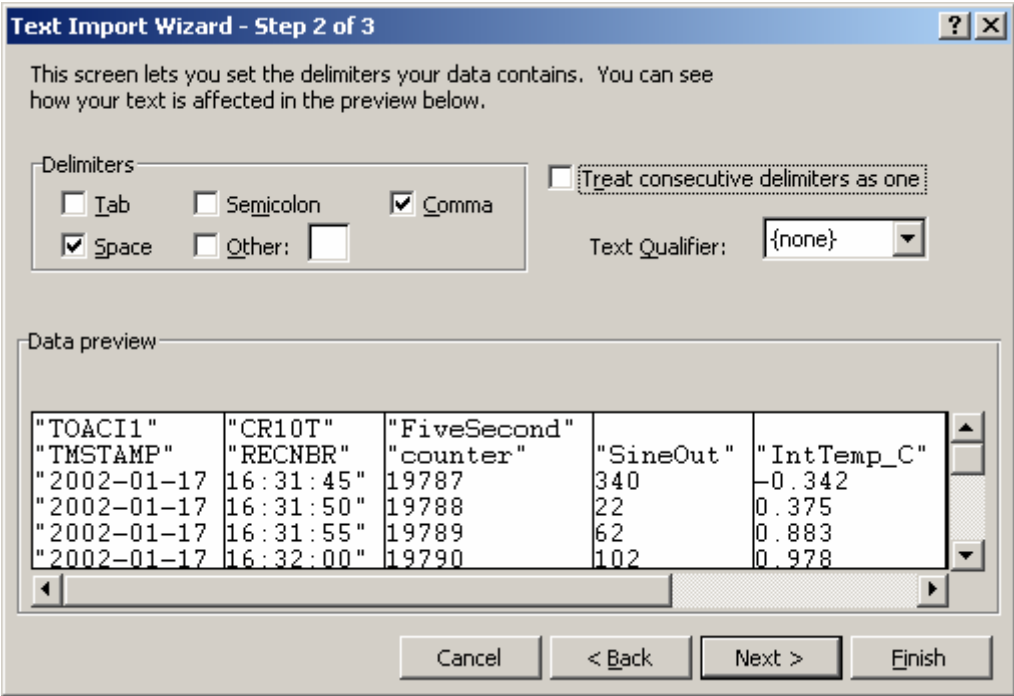 Text Import Wizard - Step 2 of 3
This screen lets you set the delimiters your data contains. You can see
how your text is affected in the preview below.
Delimiters
Tab Semicolon Comma
Space Other:
Treat consecutive delimiters as one
Text Qualifier: {none}
Data preview
"TOACI1" "CR10T" "FiveSecond"
"TMSTAMP" "RECNBR" "counter" "SineOut" "IntTemp_C"
"2002-01-17 16:31:45" 19787 340 -0.342
"2002-01-17 16:31:50" 19788 22 0.375
"2002-01-17 16:31:55" 19789 62 0.883
"2002-01-17 16:32:00" 19790 102 0.978
Cancel < Back Next > Finish